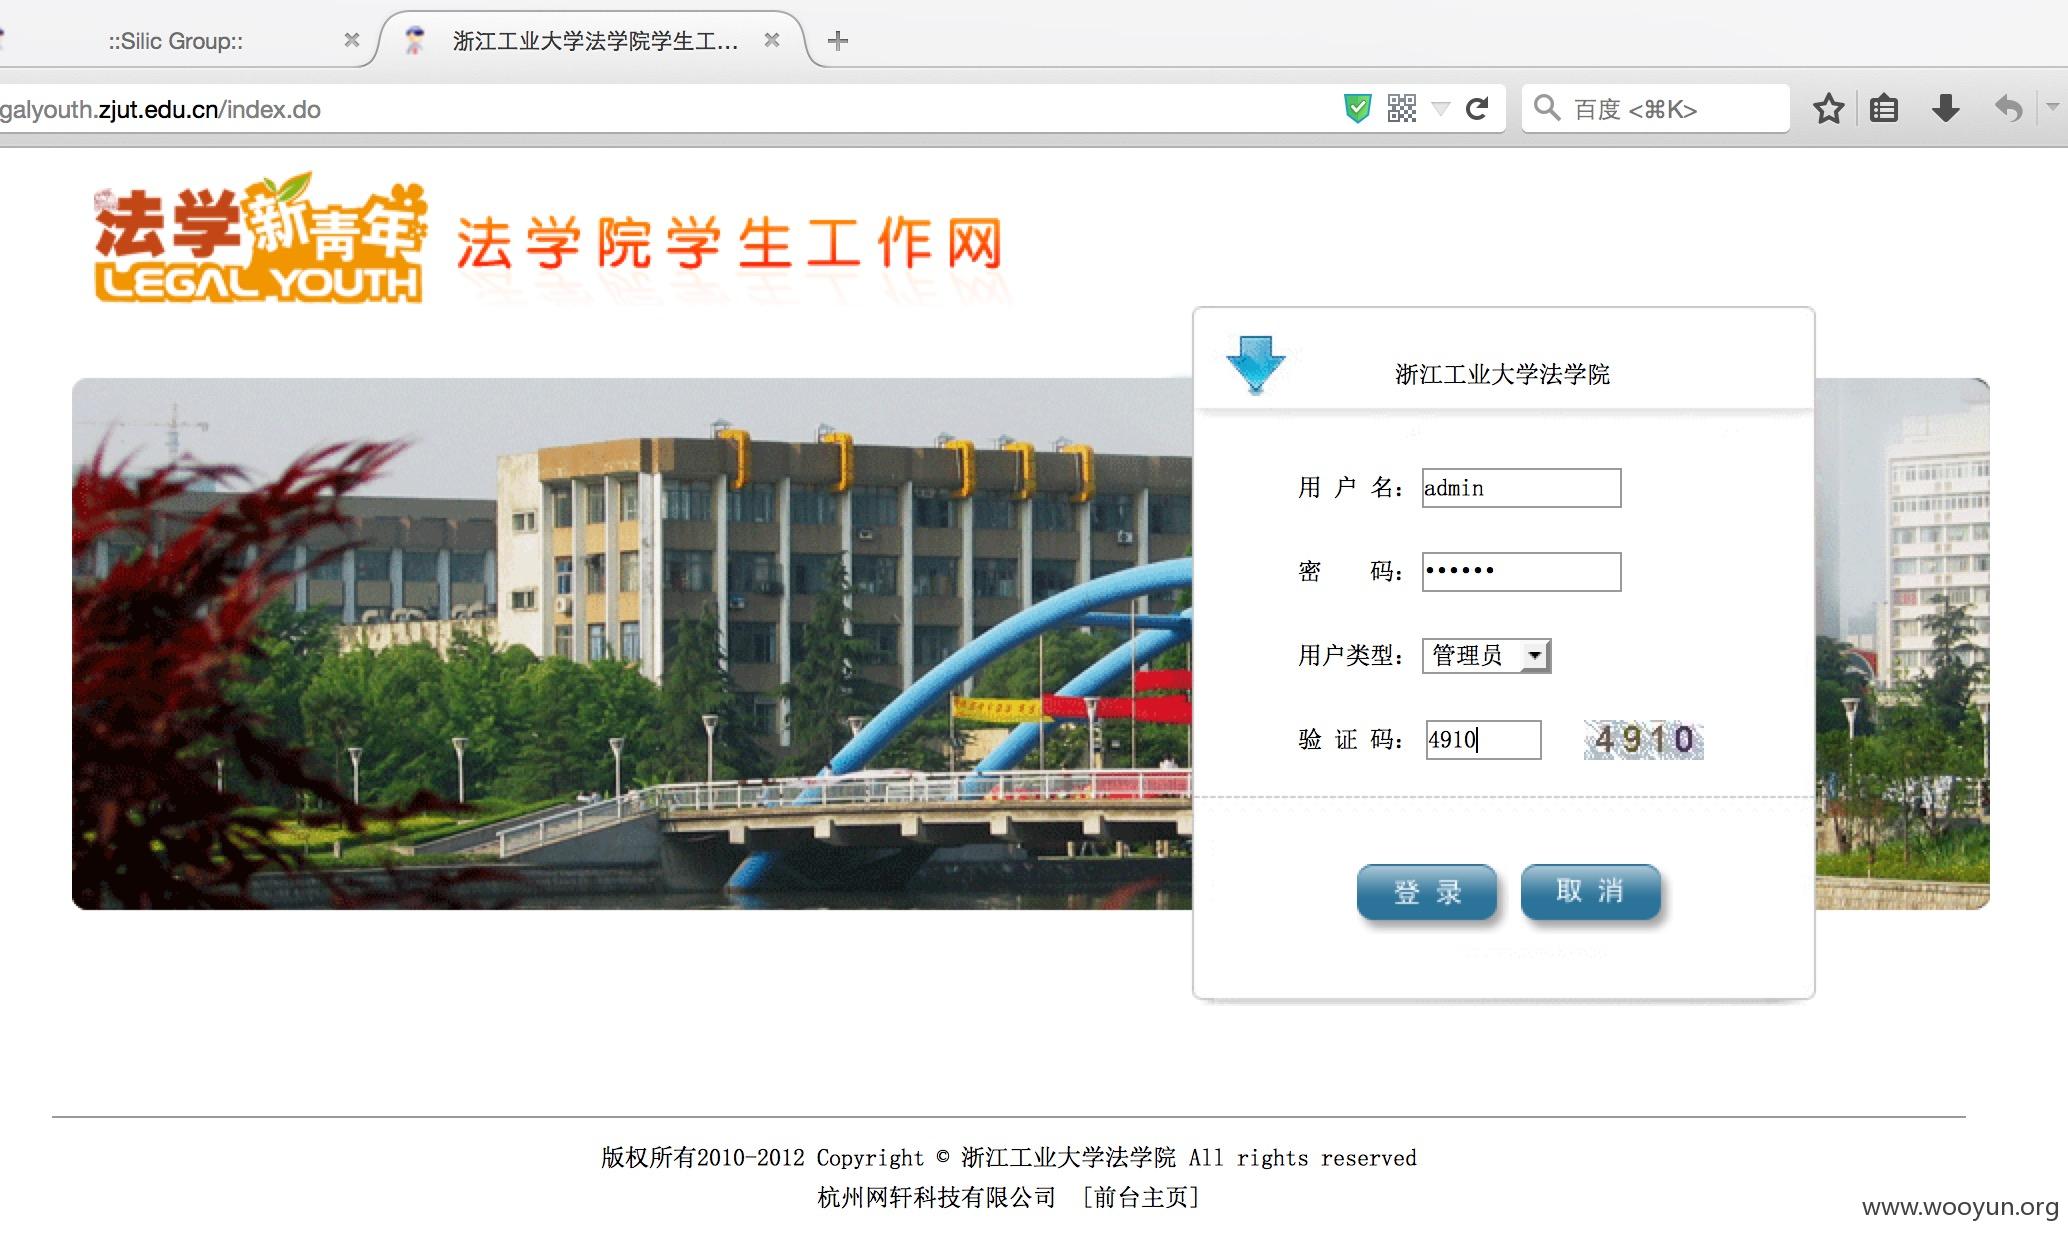 ::Silic Group::
浙江工业大学法学院学生工...
galyouth.zjut.edu.cn/index.do
百度 <⌘K>
法学新青年
LEGAL YOUTH
法学院学生工作网
浙江工业大学法学院
用 户 名: admin
密 码: ••••••
用户类型: 管理员
验 证 码: 4910 4910
登 录 取 消
版权所有2010-2012 Copyright © 浙江工业大学法学院 All rights reserved
杭州网轩科技有限公司 [前台主页]
www.wooyun.org